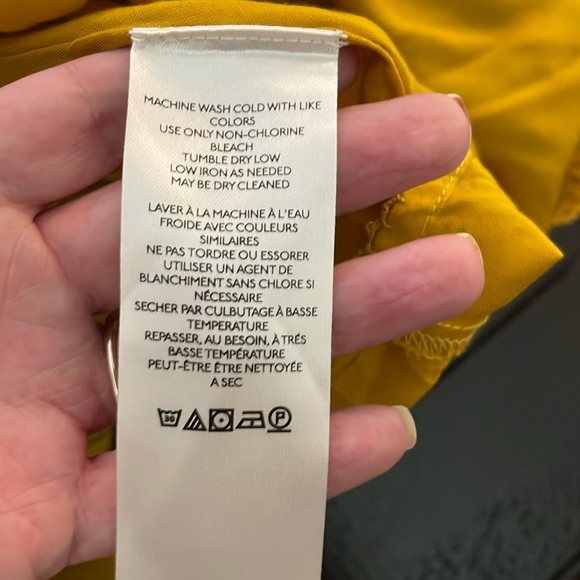 MACHINE WASH COLD WITH LIKE
COLORS
USE ONLY NON-CHLORINE
BLEACH
TUMBLE DRY LOW
LOW IRON AS NEEDED
MAY BE DRY CLEANED
LAVER À LA MACHINE À L'EAU
FROIDE AVEC COULEURS
SIMILAIRES
NE PAS TORDRE OU ESSORER
UTILISER UN AGENT DE
BLANCHIMENT SANS CHLORE SI
NÉCESSAIRE
SECHER PAR CULBUTAGE À BASSE
TEMPERATURE
REPASSER, AU BESOIN, À TRÉS
BASSE TEMPÉRATURE
PEUT-ÊTRE ÊTRE NETTOYÉE
A SEC
30 P